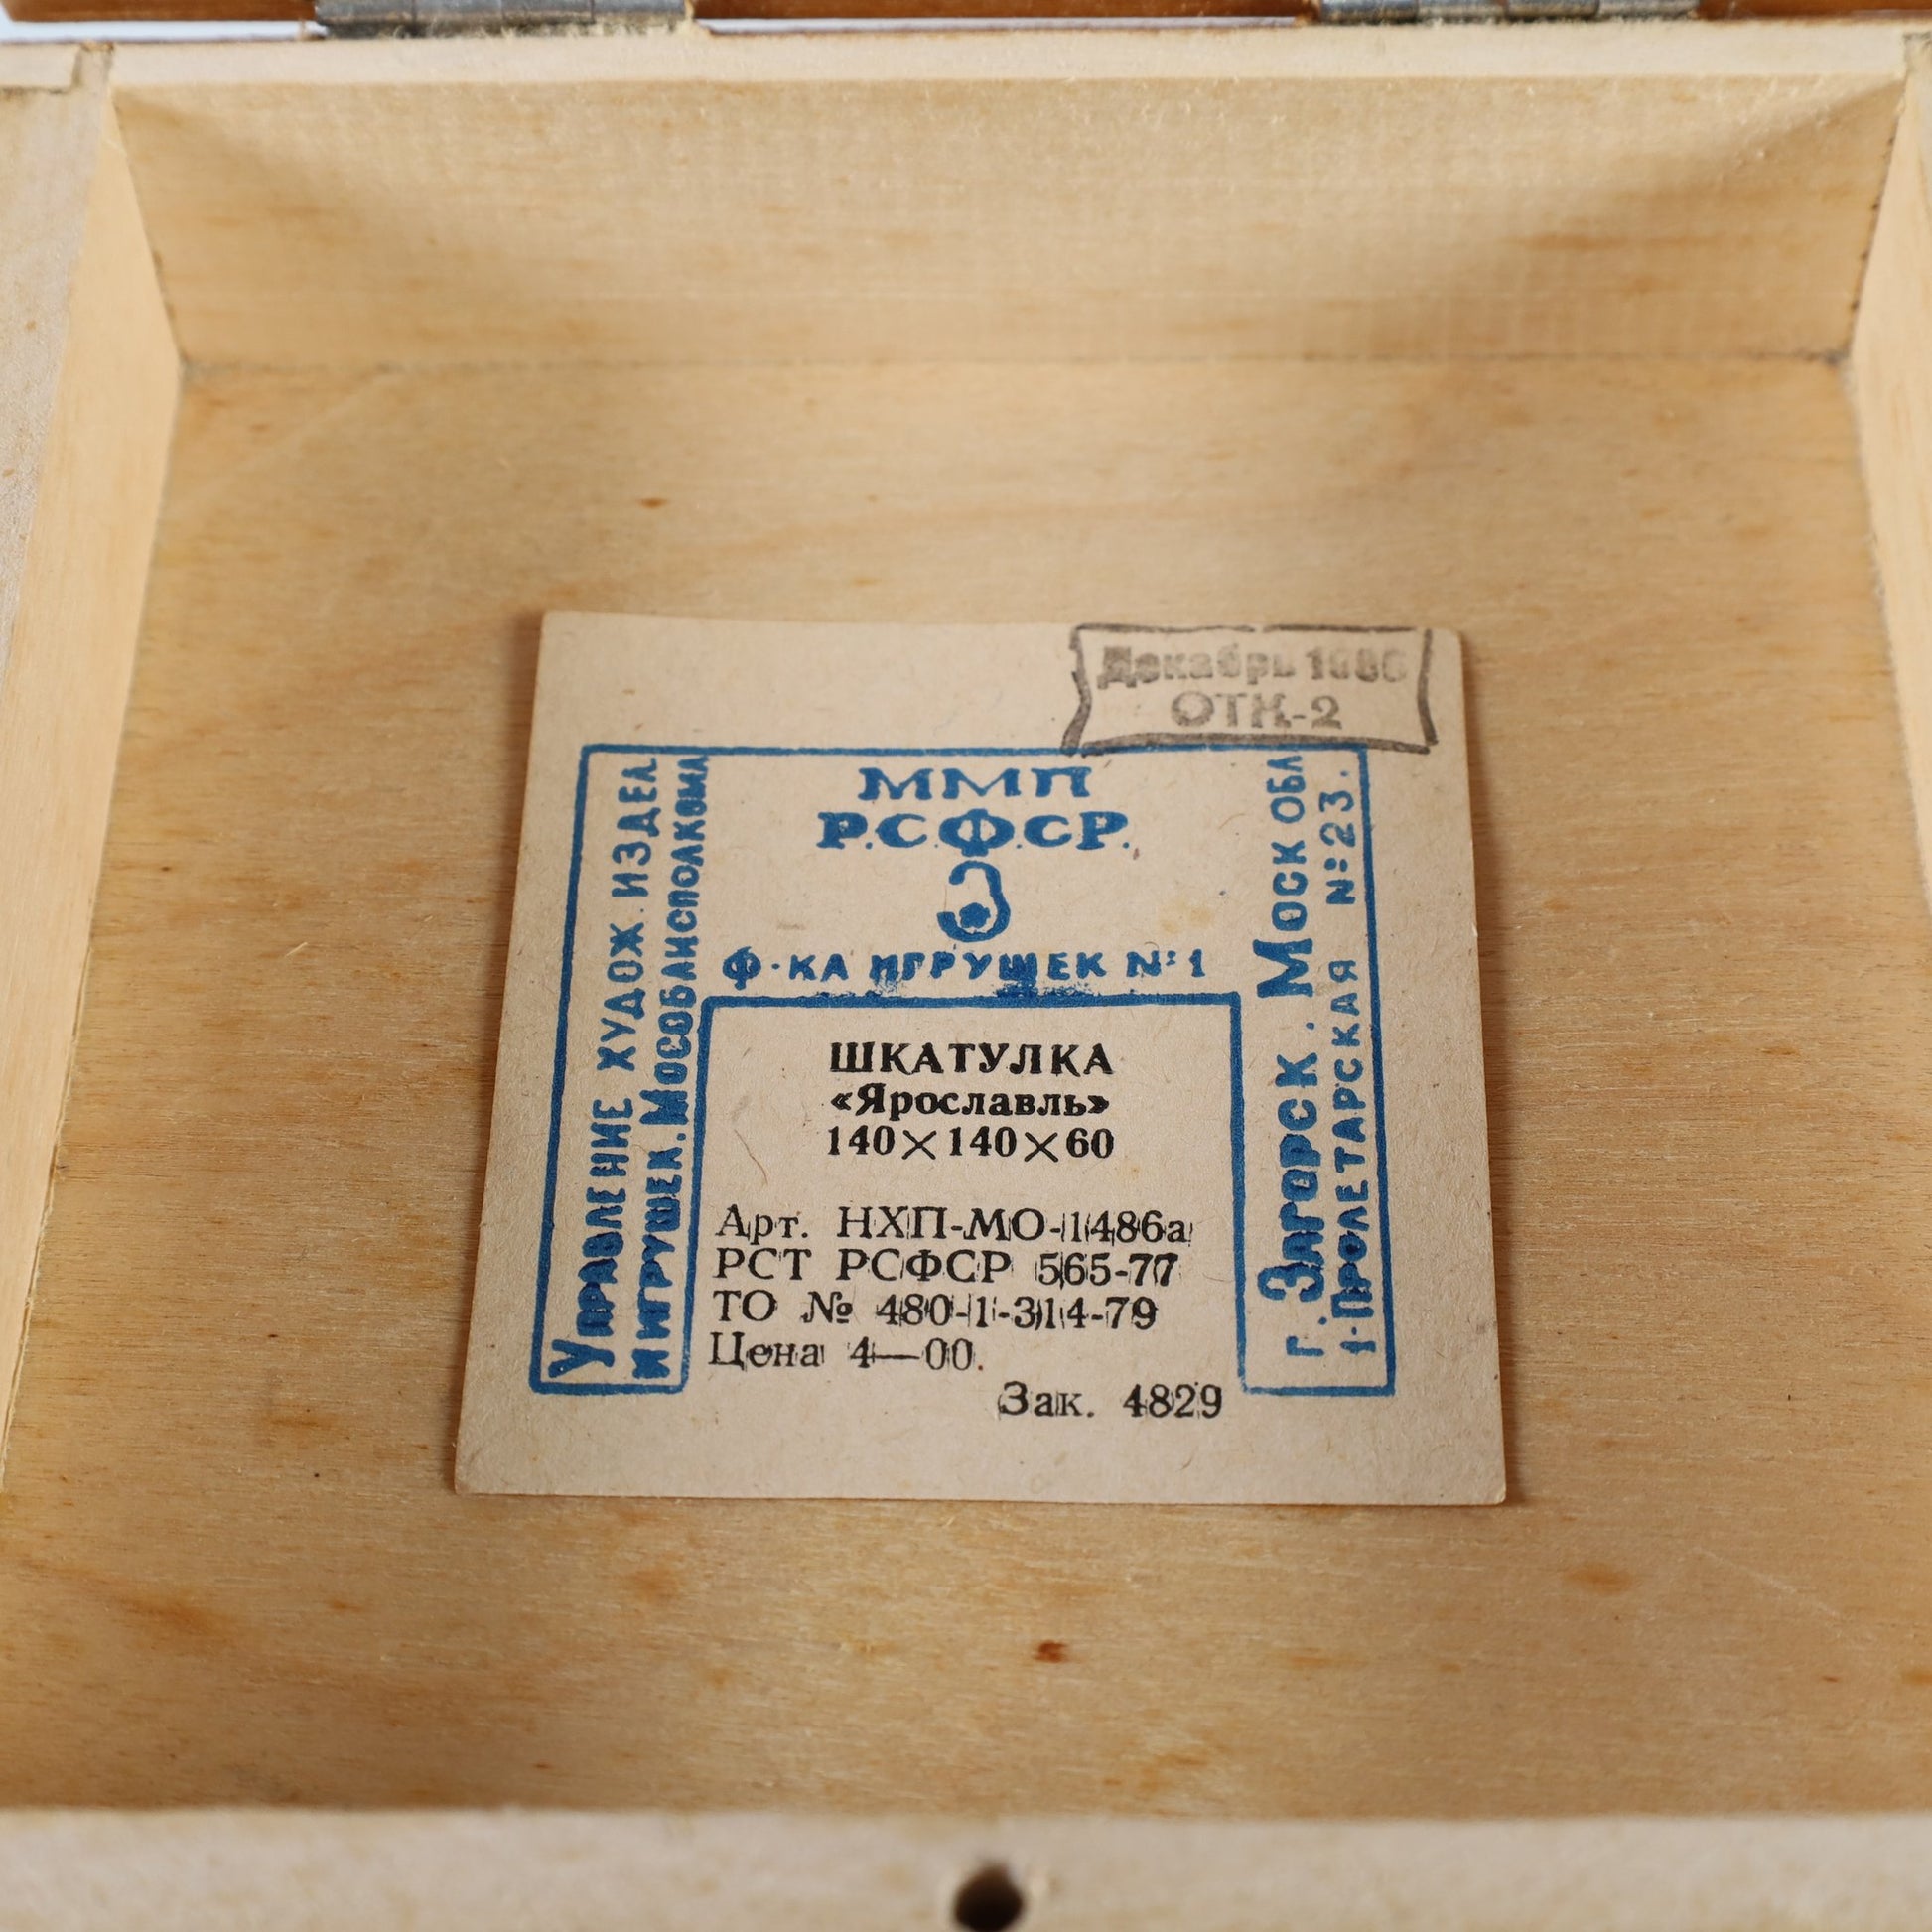 Декабрь
ОТК-2
ММП
Р.С.Ф.СР.
Ф-КА ИГРУШЕК №1
УПРАВЛЕНИЕ ХУДОЖ. ИЗДЕЛ
И ИГРУШЕК. МОСОБЛИСПОЛКОМА
Г. ЗАГОРСК. МОСК ОБЛ
1-ПРОЛЕТАРСКАЯ №23.
ШКАТУЛКА
«Ярославль»
140×140×60
Арт. НХП-МО-1486а
РСТ РСФСР 565-77
ТО № 480-1-314-79
Цена 4—00.
Зак. 4829